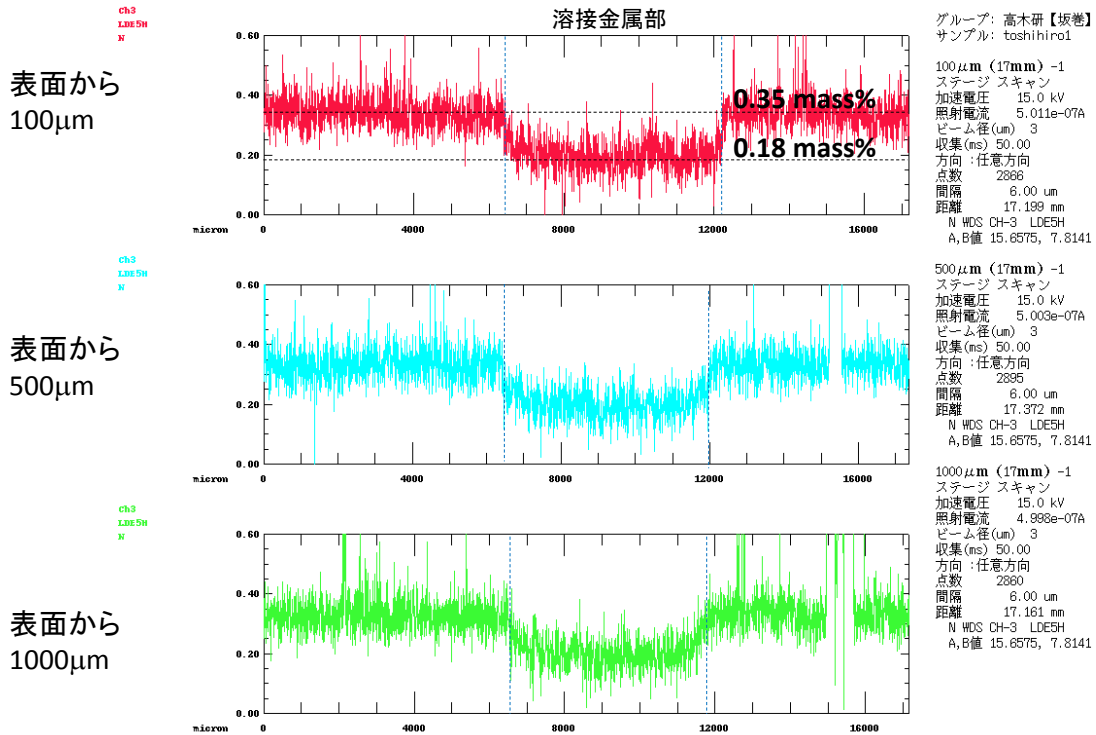 溶接金属部
Ch3
LDE5H
N
表面から
100μm
0.60
0.40
0.20
0.00
0.35 mass%
0.18 mass%
micron 0 4000 8000 12000 16000
Ch3
LDE5H
N
表面から
500μm
0.60
0.40
0.20
0.00
micron 0 4000 8000 12000 16000
Ch3
LDE5H
N
表面から
1000μm
0.60
0.40
0.20
0.00
micron 0 4000 8000 12000 16000
グループ: 高木研【坂巻】
サンプル: toshihiro1
100μm (17mm) -1
ステージ スキャン
加速電圧 15.0 kV
照射電流 5.011e-07A
ビーム径(um) 3
収集(ms) 50.00
方向 :任意方向
点数 2866
間隔 6.00 um
距離 17.199 mm
N WDS CH-3 LDE5H
A,B値 15.6575, 7.8141
500μm (17mm) -1
ステージ スキャン
加速電圧 15.0 kV
照射電流 5.003e-07A
ビーム径(um) 3
収集(ms) 50.00
方向 :任意方向
点数 2895
間隔 6.00 um
距離 17.372 mm
N WDS CH-3 LDE5H
A,B値 15.6575, 7.8141
1000μm (17mm) -1
ステージ スキャン
加速電圧 15.0 kV
照射電流 4.998e-07A
ビーム径(um) 3
収集(ms) 50.00
方向 :任意方向
点数 2860
間隔 6.00 um
距離 17.161 mm
N WDS CH-3 LDE5H
A,B値 15.6575, 7.8141